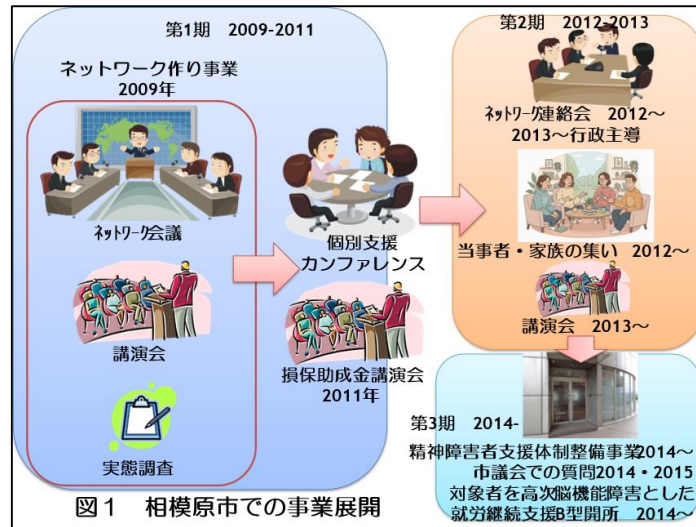 第1期　2009-2011
ネットワーク作り事業
2009年
ﾈｯﾄﾜｰｸ会議
講演会
実態調査
個別支援
カンファレンス
損保助成金講演会
2011年
図１　相模原市での事業展開
第2期　2012-2013
ﾈｯﾄﾜｰｸ連絡会　2012～
2013～行政主導
当事者・家族の集い　2012～
講演会　2013～
第3期　2014-
精神障害者支援体制整備事業2014～
市議会での質問2014・2015
対象者を高次脳機能障害とした
就労継続支援B型開所　2014～